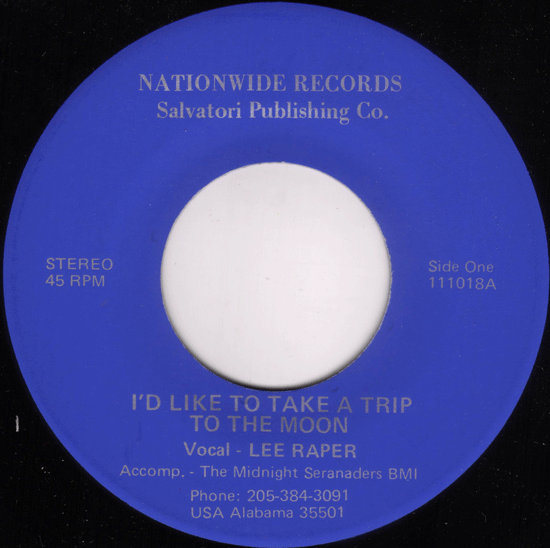 NATIONWIDE RECORDS
Salvatori Publishing Co.
STEREO
45 RPM
Side One
111018A
I'D LIKE TO TAKE A TRIP
TO THE MOON
Vocal - LEE RAPER
Accomp. - The Midnight Seranaders BMI
Phone: 205-384-3091
USA Alabama 35501